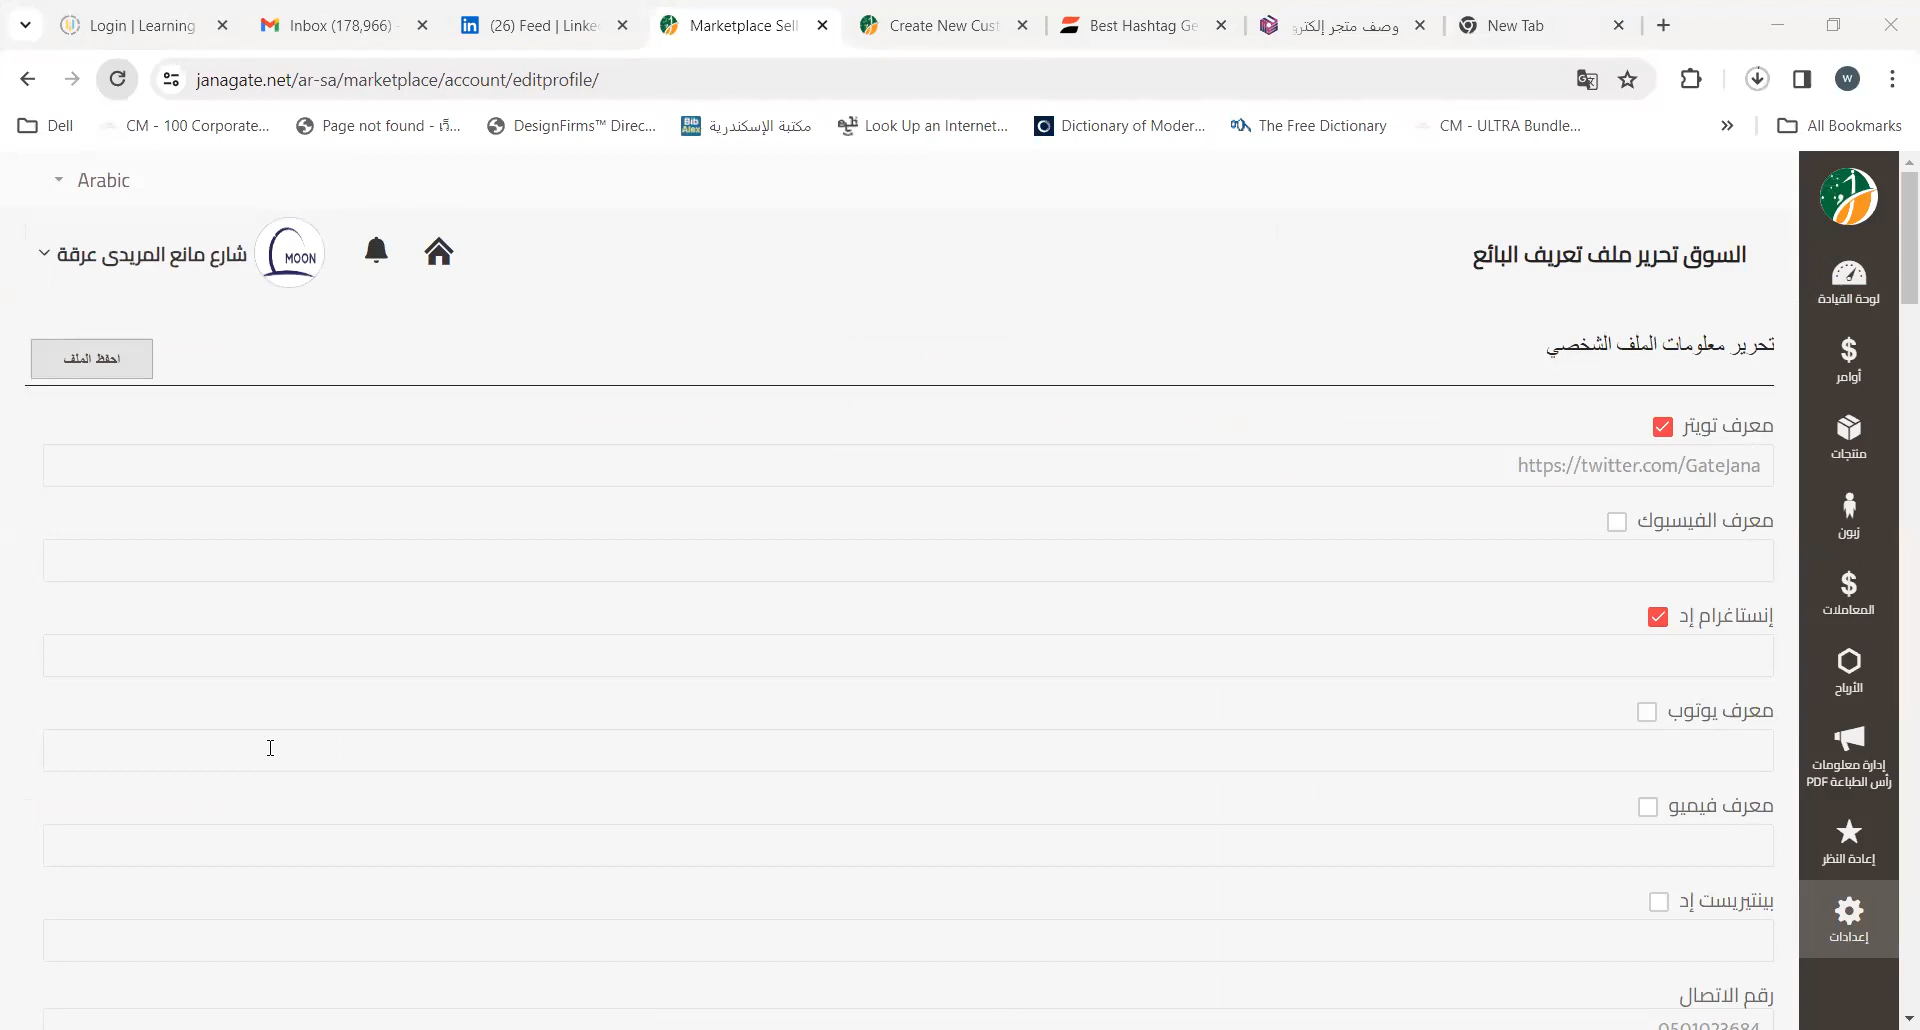 Login | Learning
Inbox (178,966) -
(26) Feed | Linke
Marketplace Sell
Create New Cust
Best Hashtag Ge
وصف متجر إلكترو
New Tab
janagate.net/ar-sa/marketplace/account/editprofile/
W
Dell
CM - 100 Corporate...
Page not found -
DesignFirms™ Direc...
مكتبة الإسكندرية
Look Up an Internet...
Dictionary of Moder...
The Free Dictionary
CM - ULTRA Bundle...
All Bookmarks
Arabic
السوق تحرير ملف تعريف البائع
MOON
شارع مانع المريدى عرقة
تحرير معلومات الملف الشخصي
احفظ الملف
معرف تويتر
https://twitter.com/GateJana
معرف الفيسبوك
إنستاغرام إد
معرف يوتوب
معرف فيميو
بينتيريست إد
رقم الاتصال
0501023684
لوحة القيادة
أوامر
منتجات
زبون
المعاملات
الأرباح
إدارة معلومات
رأس الطباعة PDF
إعادة النظر
إعدادات